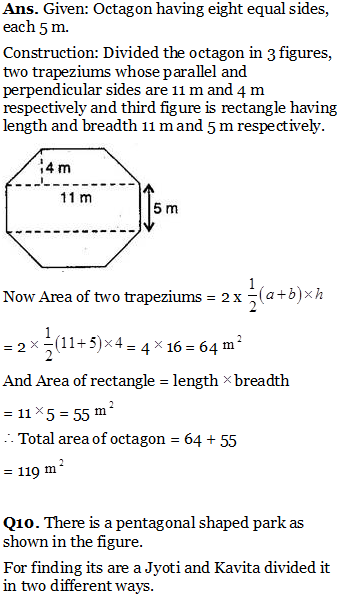 Ans. Given: Octagon having eight equal sides,
each 5 m.
Construction: Divided the octagon in 3 figures,
two trapeziums whose parallel and
perpendicular sides are 11 m and 4 m
respectively and third figure is rectangle having
length and breadth 11 m and 5 m respectively.
4 m
11 m
5 m
Now Area of two trapeziums = 2 x 1/2 (a+b)×h
= 2 × 1/2 (11+5)×4 = 4 × 16 = 64 m²
And Area of rectangle = length × breadth
= 11 × 5 = 55 m²
∴ Total area of octagon = 64 + 55
= 119 m²
Q10. There is a pentagonal shaped park as
shown in the figure.
For finding its are a Jyoti and Kavita divided it
in two different ways.